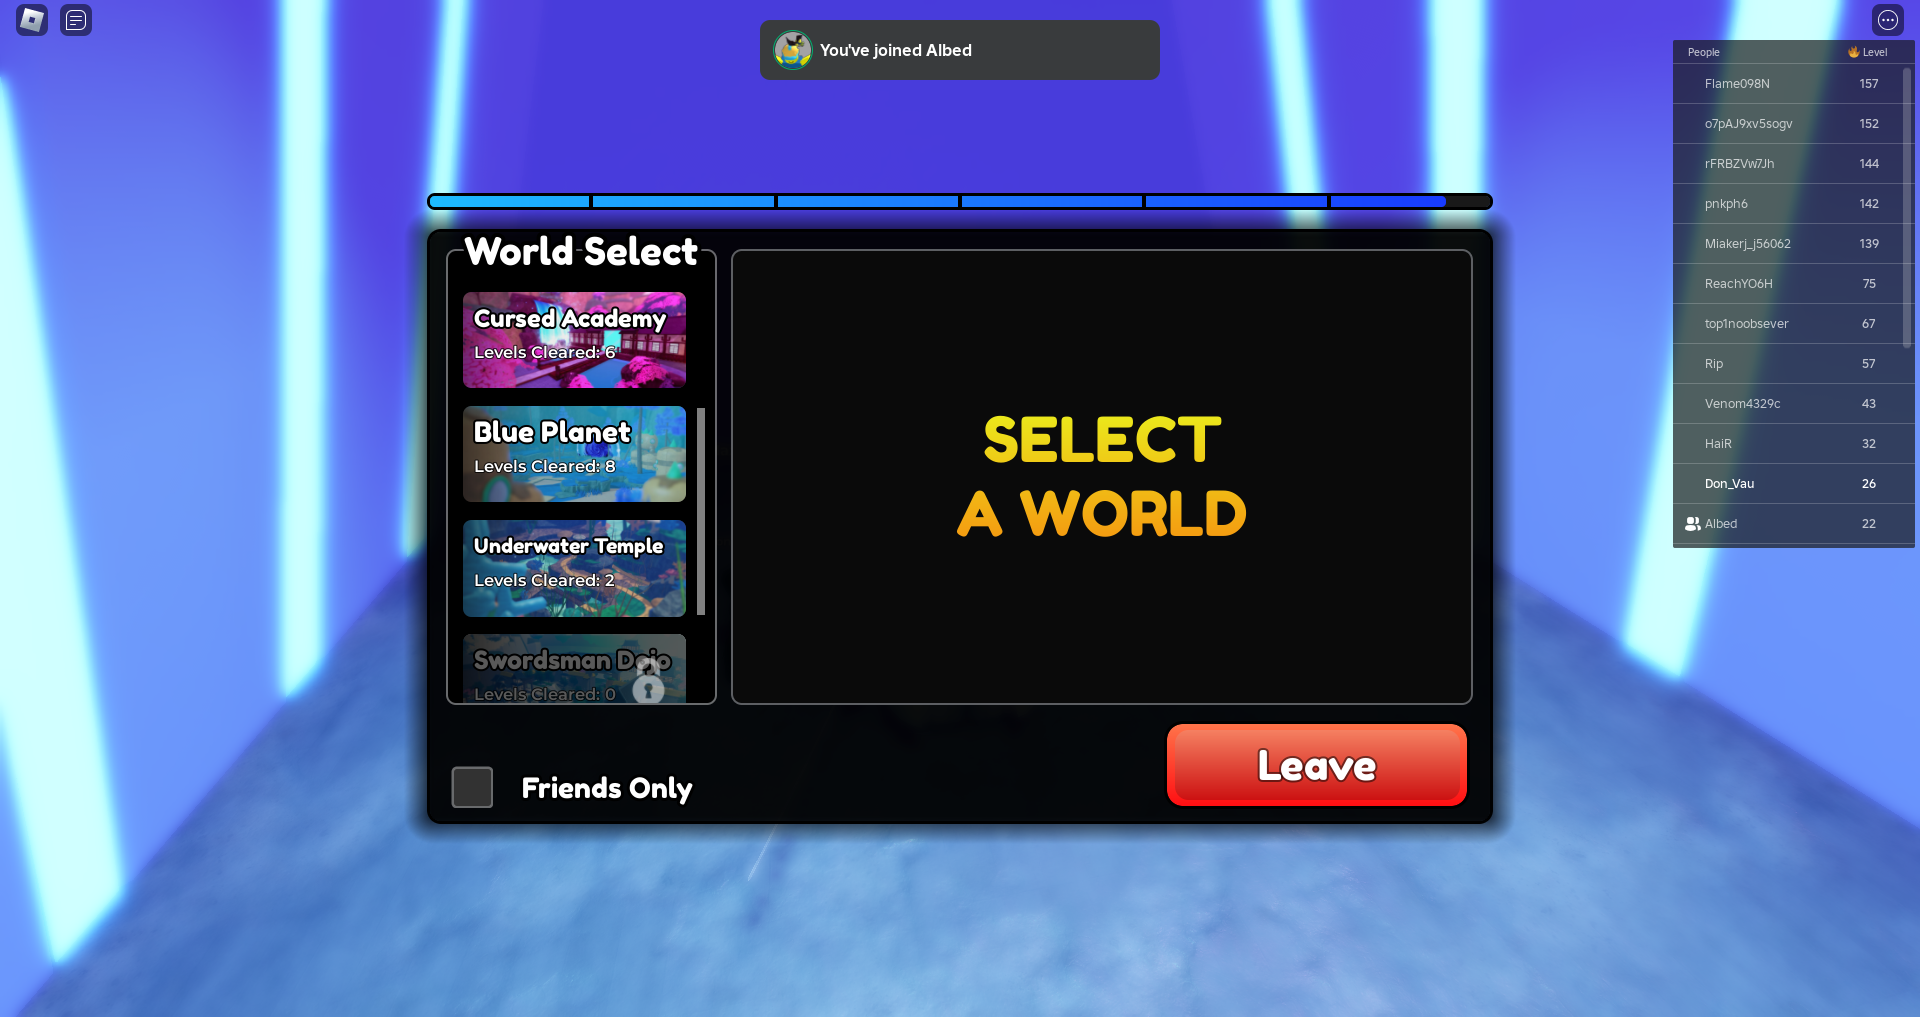 You've joined Albed
People Level
Flame098N 157
o7pAJ9xv5sogv 152
rFRBZVw7Jh 144
pnkph6 142
Miakerj_j56062 139
ReachYO6H 75
top1noobsever 67
Rip 57
Venom4329c 43
HaiR 32
Don_Vau 26
Albed 22
World Select
Cursed Academy
Levels Cleared: 6
Blue Planet
Levels Cleared: 8
Underwater Temple
Levels Cleared: 2
Swordsman Dojo
Levels Cleared: 0
SELECT
A WORLD
Friends Only
Leave